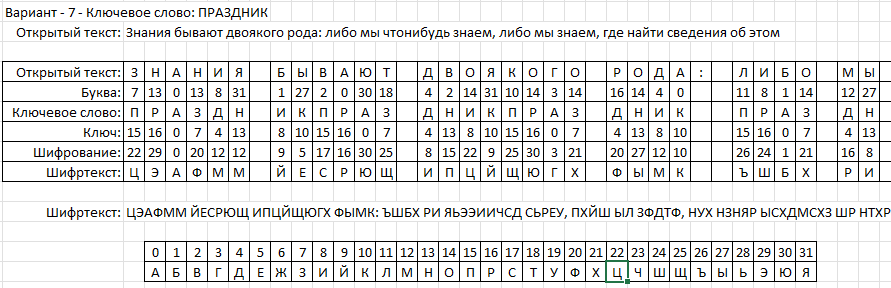 Вариант - 7 - Ключевое слово: ПРАЗДНИК
Открытый текст: Знания бывают двоякого рода: либо мы чтонибудь знаем, либо мы знаем, где найти сведения об этом
Открытый текст: З Н А Н И Я Б Ы В А Ю Т Д В О Я К О Г О Р О Д А : Л И Б О М Ы
Буква: 7 13 0 13 8 31 1 27 2 0 30 18 4 2 14 31 10 14 3 14 16 14 4 0 11 8 1 14 12 27
Ключевое слово: П Р А З Д Н И К П Р А З Д Н И К П Р А З Д Н И К П Р А З Д Н
Ключ: 15 16 0 7 4 13 8 10 15 16 0 7 4 13 8 10 15 16 0 7 4 13 8 10 15 16 0 7 4 13
Шифрование: 22 29 0 20 12 12 9 5 17 16 30 25 8 15 22 9 25 30 3 21 20 27 12 10 26 24 1 21 16 8
Шифртекст: Ц Э А Ф М М Й Е С Р Ю Щ И П Ц Й Щ Ю Г Х Ф Ы М К Ъ Ш Б Х Р И
Шифтекст: ЦЭАФММ ЙЕСРЮЩ ИПЦЙЩЮГХ ФЫМК: ЪШБХ РИ ЯЬЭЭИИЧСД СЬРЕУ, ПХЙШ ЫЛ ЗФДТФ, НУХ НЗНЯР ЫСХДМСХЗ ШР НТХР
0 1 2 3 4 5 6 7 8 9 10 11 12 13 14 15 16 17 18 19 20 21 22 23 24 25 26 27 28 29 30 31
А Б В Г Д Е Ж З И Й К Л М Н О П Р С Т У Ф Х Ц Ч Ш Щ Ъ Ы Ь Э Ю Я